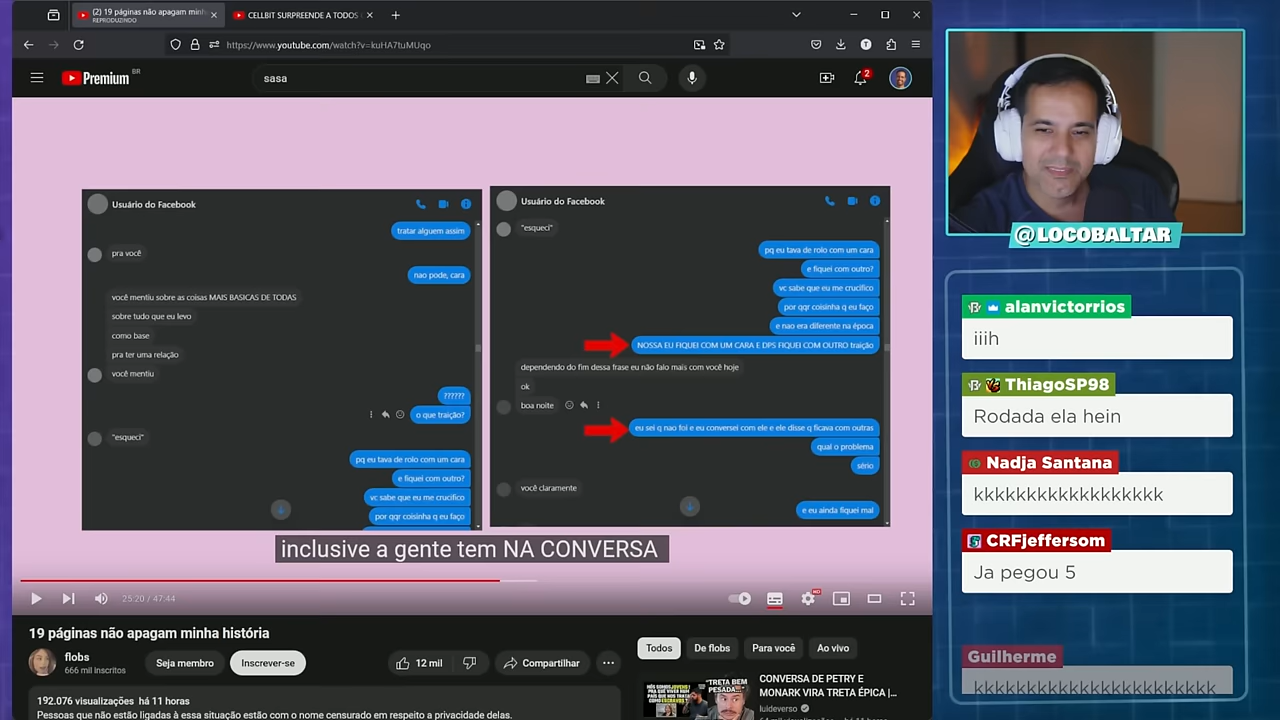 (2) 19 páginas não apagam minh
REPRODUZINDO
CELLBIT SURPREENDE A TODOS
https://www.youtube.com/watch?v=kuHA7tuMUqo
Premium BR
sasa
2
Usuário do Facebook
tratar alguem assim
pra você
nao pode, cara
você mentiu sobre as coisas MAIS BASICAS DE TODAS
sobre tudo que eu levo
como base
pra ter uma relação
você mentiu
??????
o que traição?
"esqueci"
pq eu tava de rolo com um cara
e fiquei com outro?
vc sabe que eu me crucifico
por qqr coisinha q eu faço
Usuário do Facebook
"esqueci"
pq eu tava de rolo com um cara
e fiquei com outro?
vc sabe que eu me crucifico
por qqr coisinha q eu faço
e nao era diferente na época
NOSSA EU FIQUEI COM UM CARA E DPS FIQUEI COM OUTRO traição
dependendo do fim dessa frase eu não falo mais com você hoje
ok
boa noite
eu sei q nao foi e eu conversei com ele e ele disse q ficava com outras
qual o problema
sério
você claramente
e eu ainda fiquei mal
inclusive a gente tem NA CONVERSA
25:20 / 47:44
HD
19 páginas não apagam minha história
flobs
666 mil inscritos
Seja membro
Inscrever-se
12 mil
Compartilhar
192.076 visualizações há 11 horas
Pessoas que não estão ligadas à essa situação estão com o nome censurado em respeito a privacidade delas.
Todos
De flobs
Para você
Ao vivo
"TRETA BEM
PESADA..."
CONVERSA DE PETRY E
MONARK VIRA TRETA ÉPICA |...
luideverso
@LOCOBALTAR
alanvictorrios
iiih
ThiagoSP98
Rodada ela hein
Nadja Santana
kkkkkkkkkkkkkkkkkk
CRFjeffersom
Ja pegou 5
Guilherme
kkkkkkkkkkkkkkkkkkkkkkk